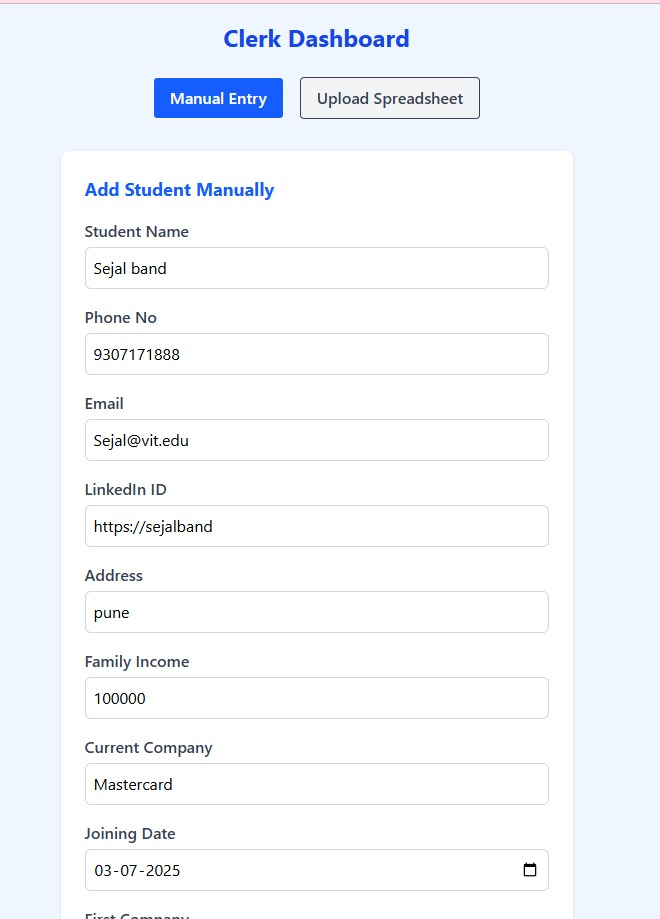 Clerk Dashboard
Manual Entry
Upload Spreadsheet
Add Student Manually
Student Name
Sejal band
Phone No
9307171888
Email
Sejal@vit.edu
LinkedIn ID
https://sejalband
Address
pune
Family Income
100000
Current Company
Mastercard
Joining Date
03-07-2025
First Company